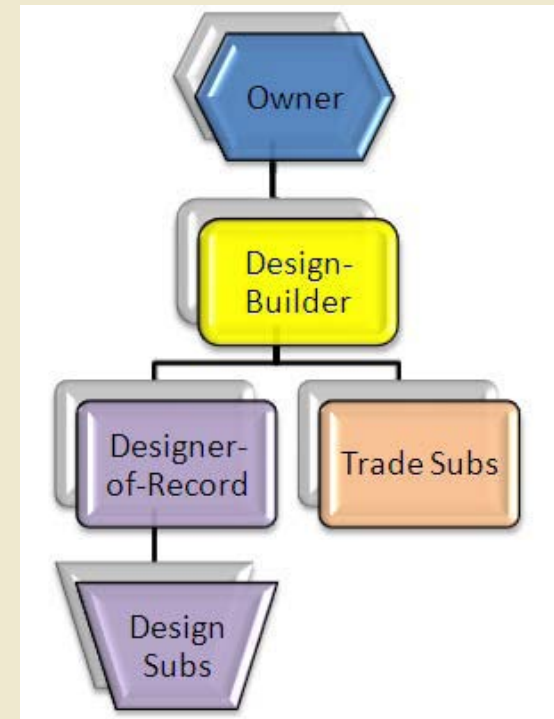 Owner
Design-
Builder
Designer-
of-Record
Trade Subs
Design
Subs